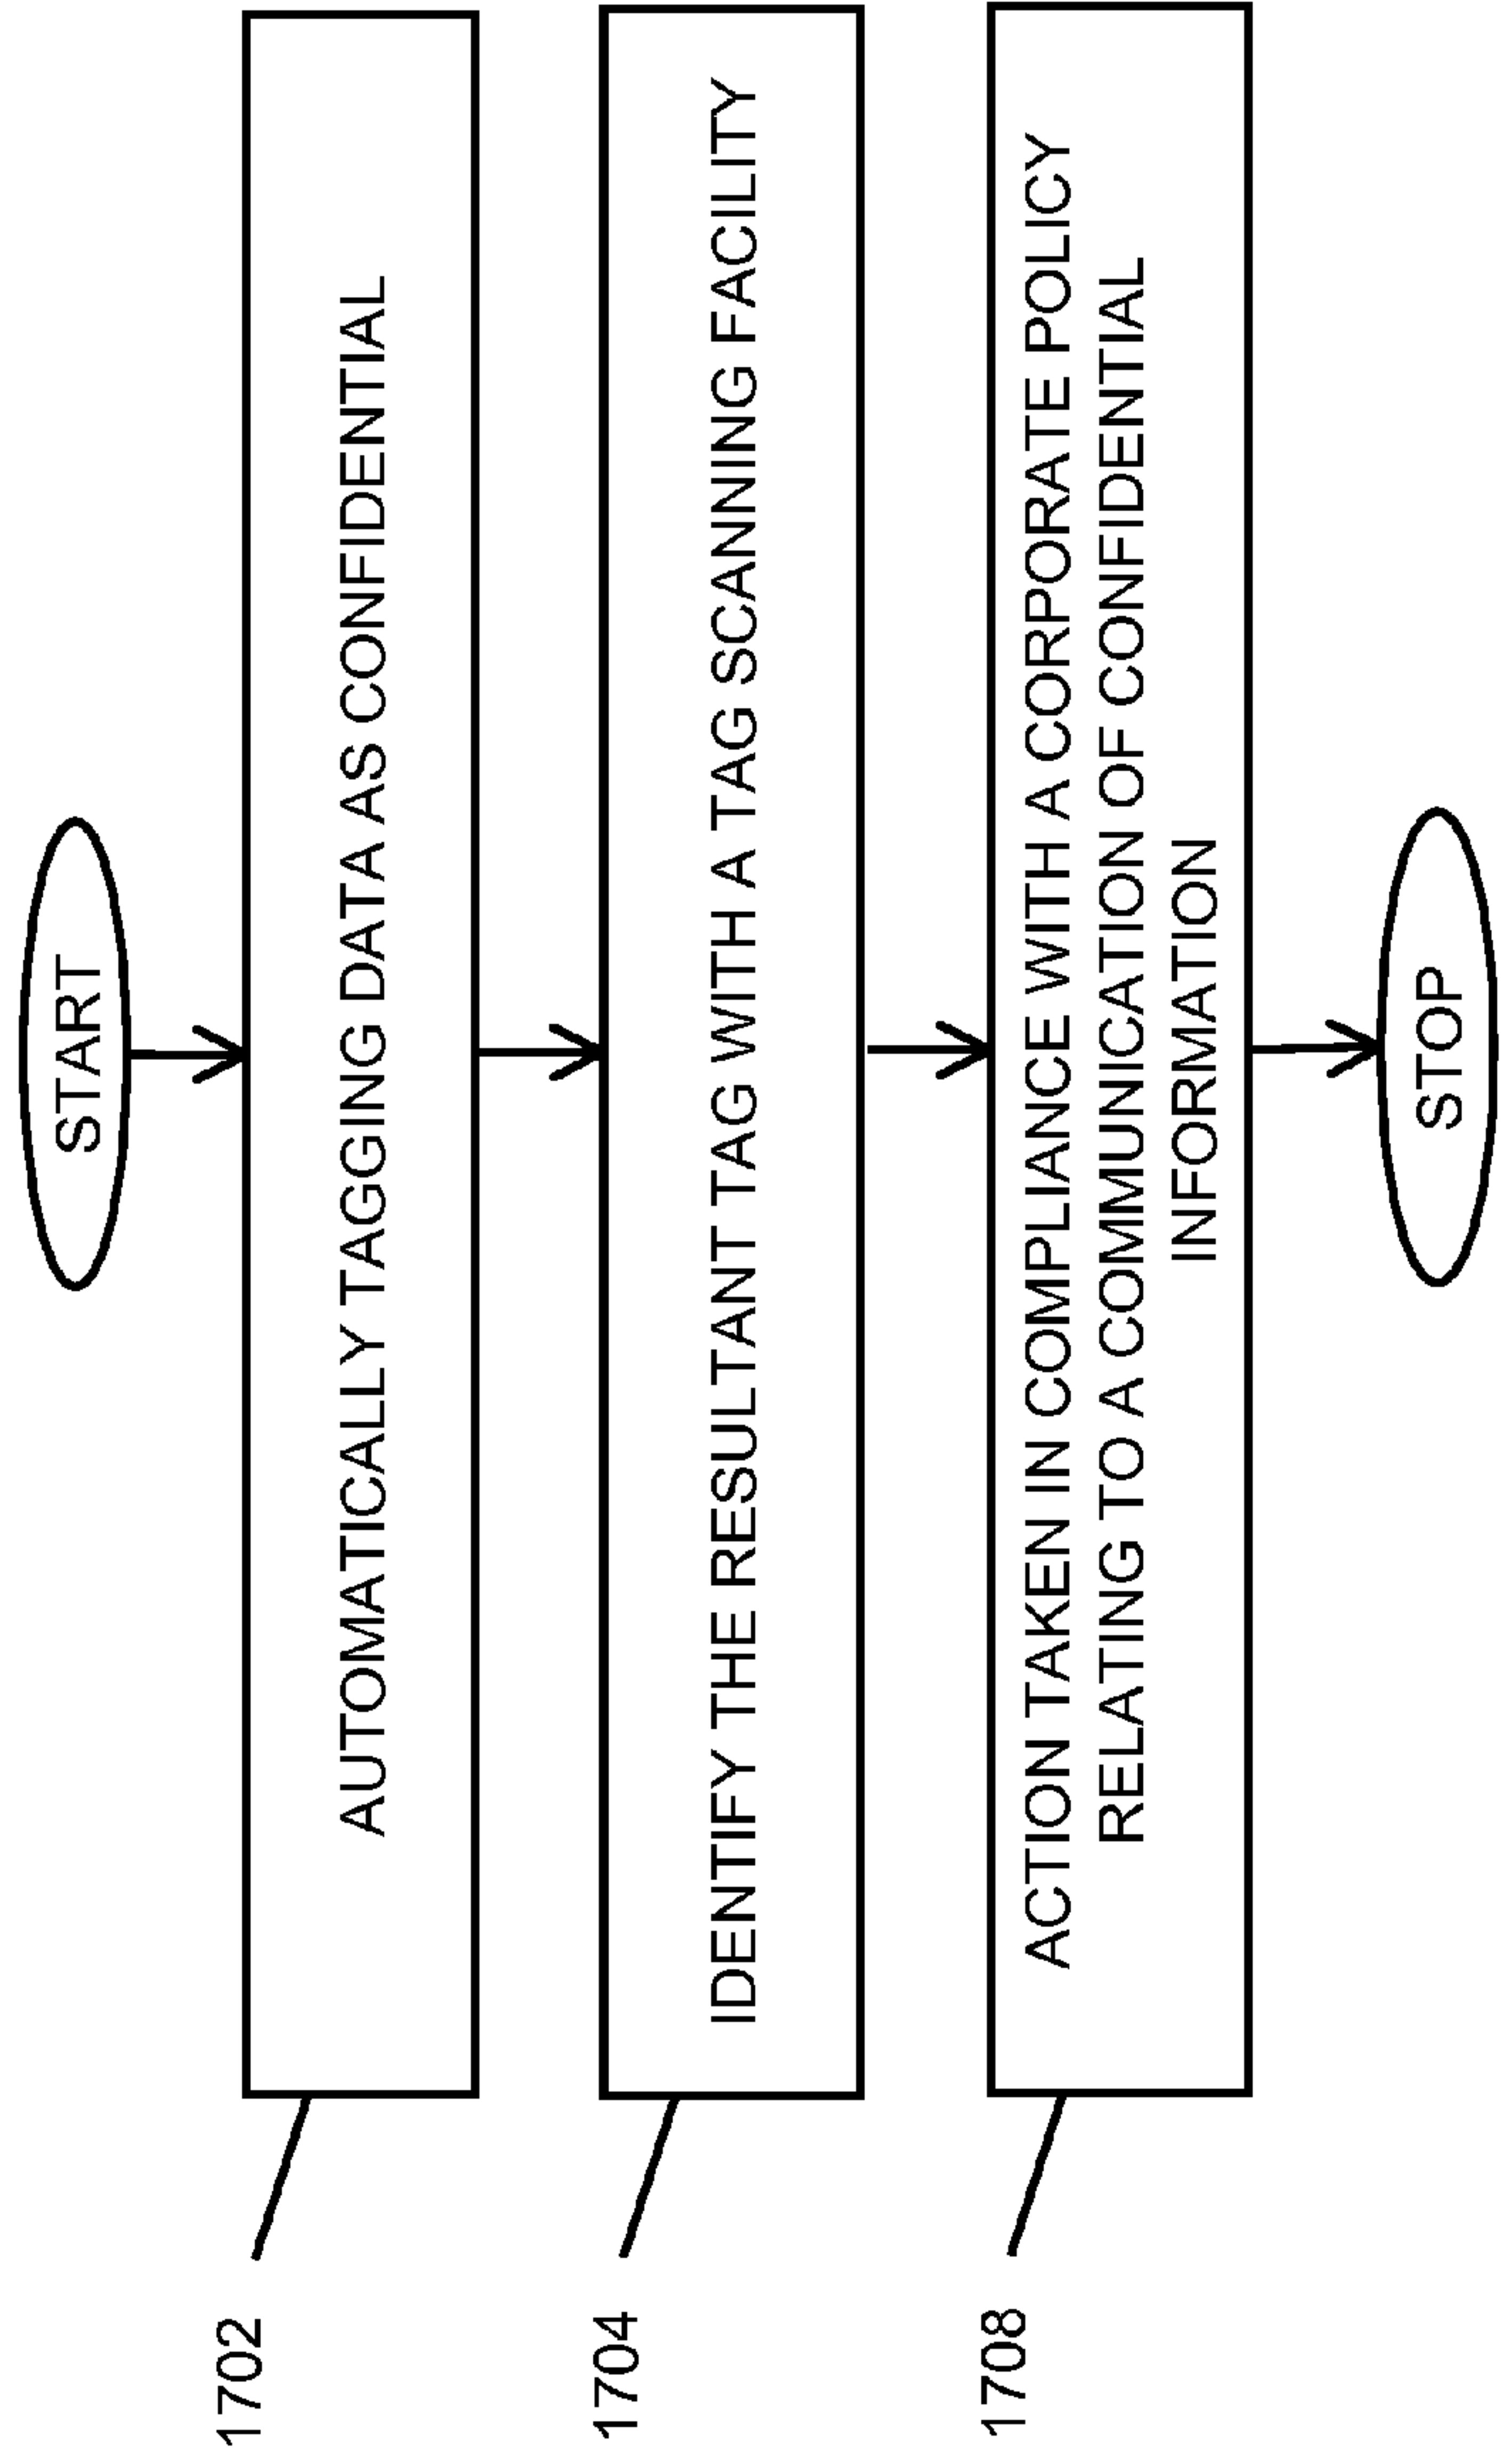 START
1702
AUTOMATICALLY TAGGING DATA AS CONFIDENTIAL
1704
IDENTIFY THE RESULTANT TAG WITH A TAG SCANNING FACILITY
1708
ACTION TAKEN IN COMPLIANCE WITH A CORPORATE POLICY
RELATING TO A COMMUNICATION OF CONFIDENTIAL
INFORMATION
STOP